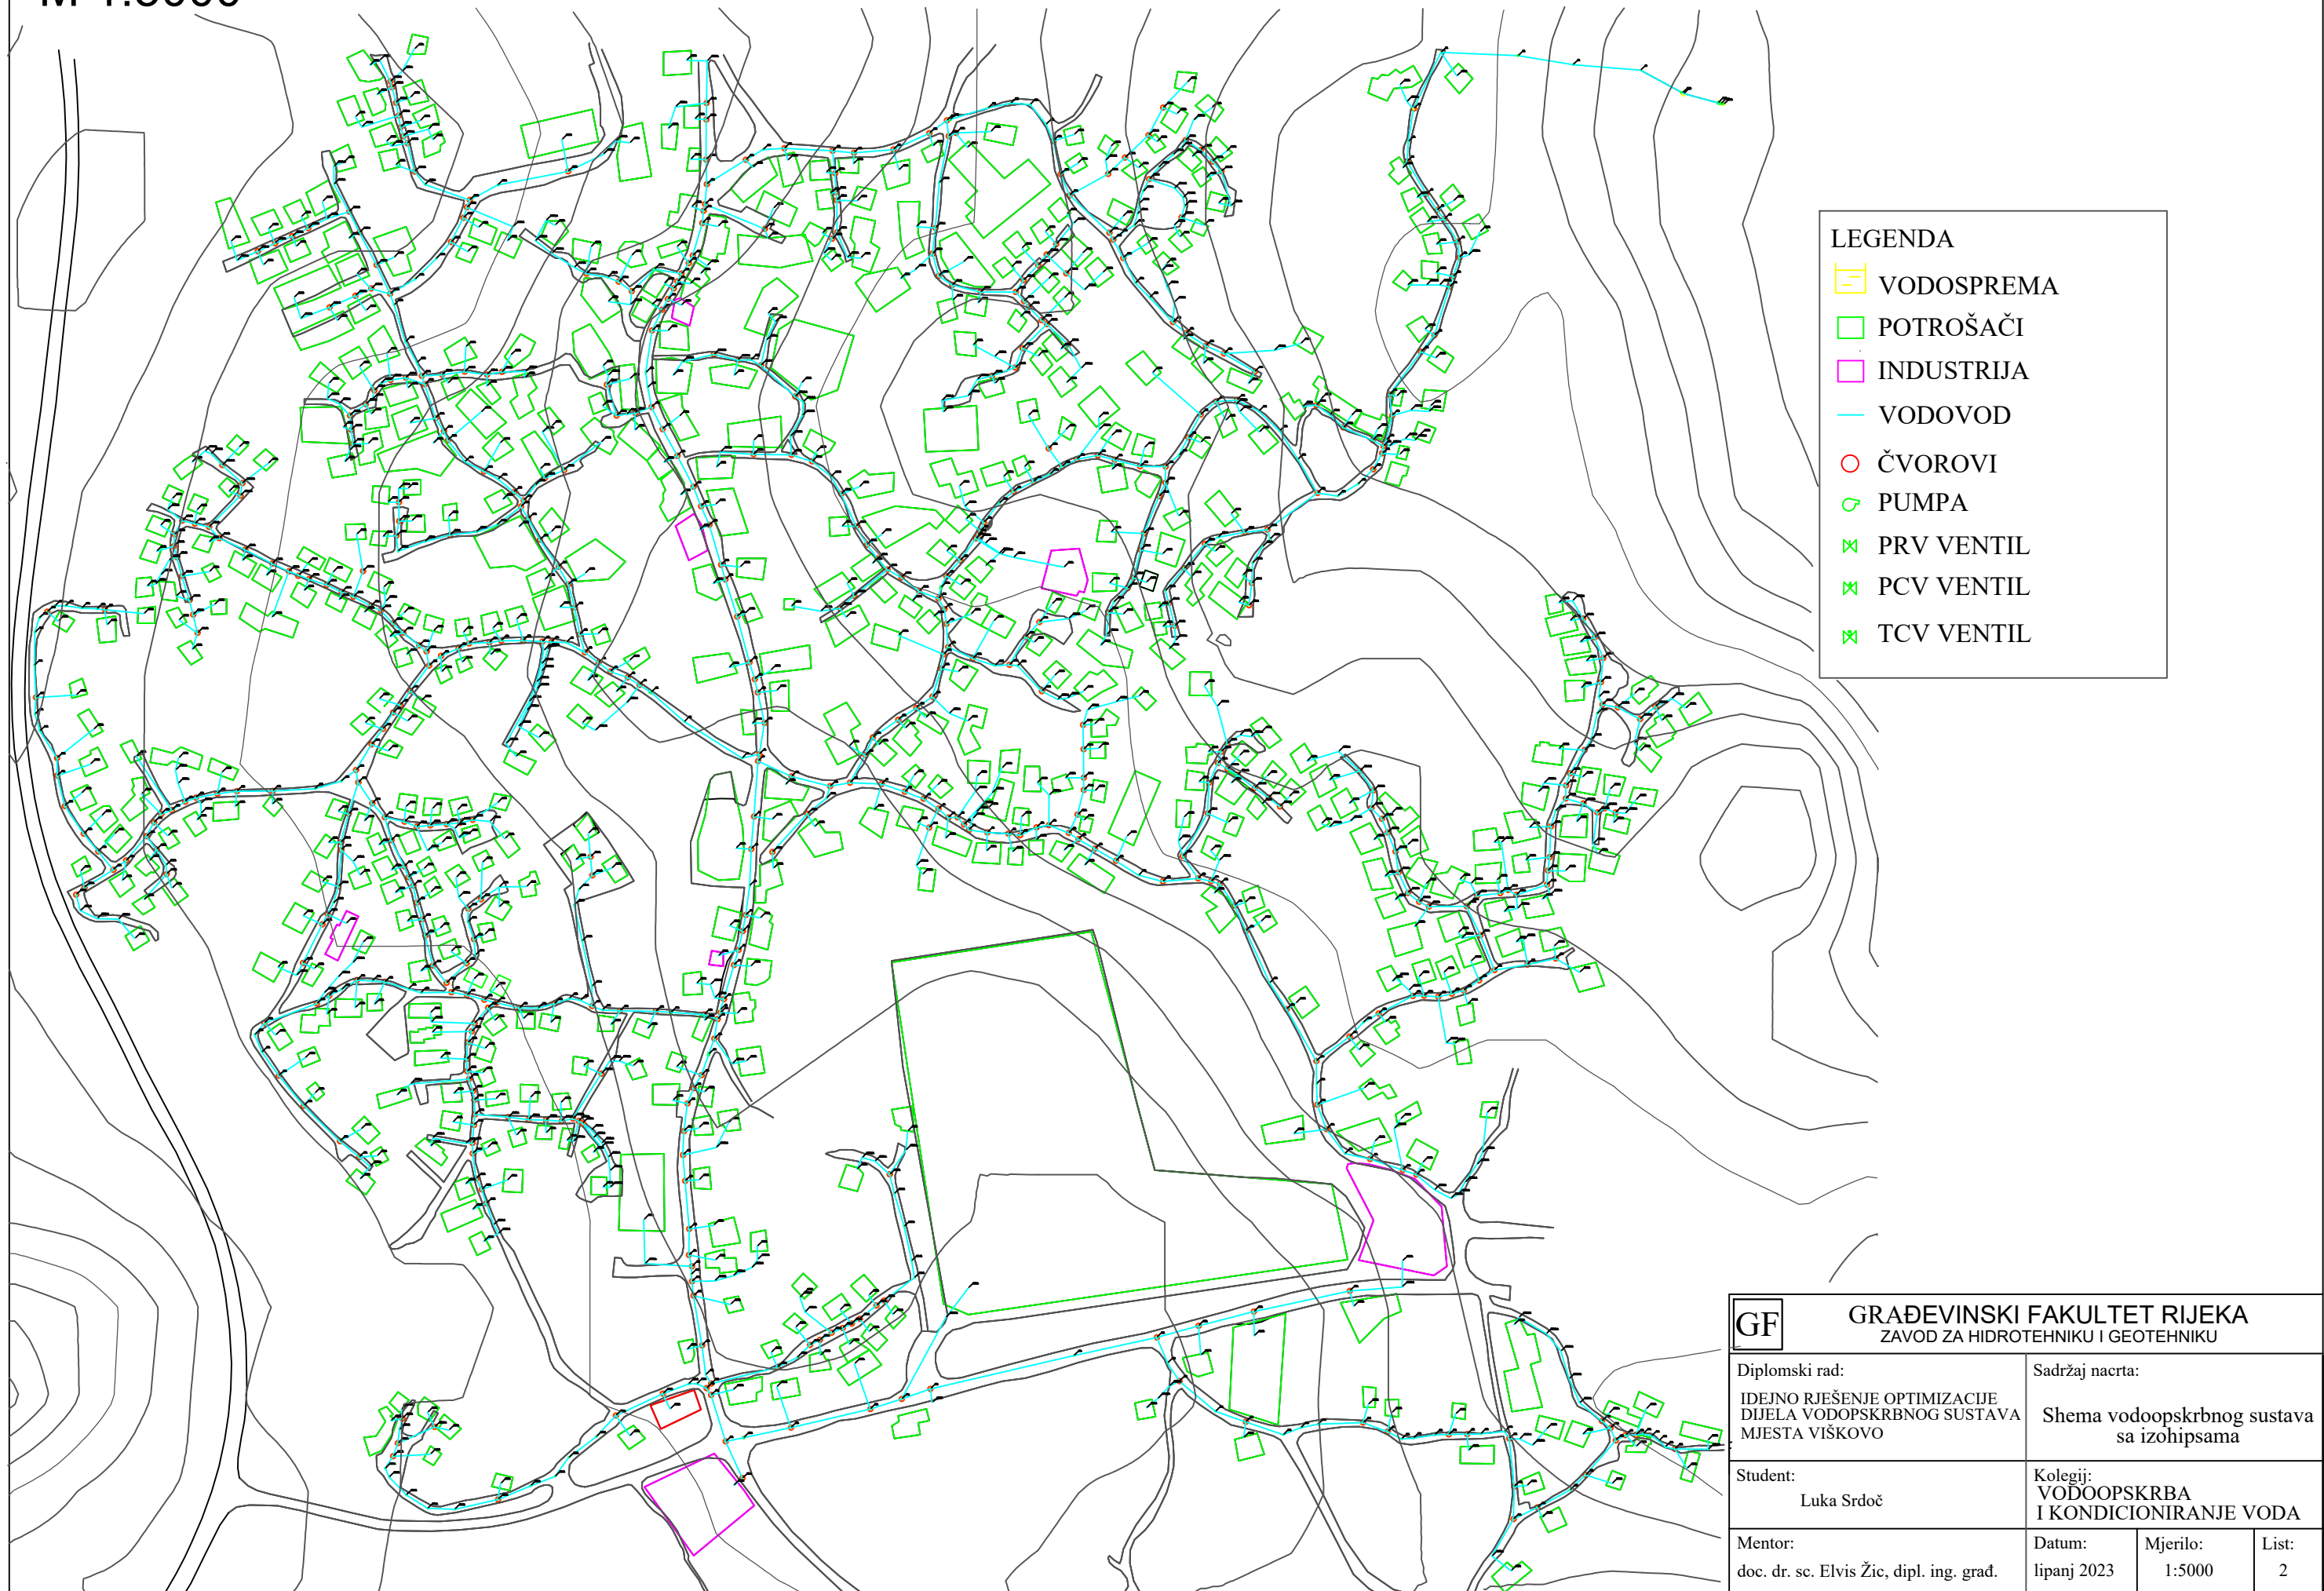 M 1:5000
LEGENDA
VODOSPREMA
POTROŠAČI
INDUSTRIJA
VODOVOD
ČVOROVI
PUMPA
PRV VENTIL
PCV VENTIL
TCV VENTIL
GF
GRAĐEVINSKI FAKULTET RIJEKA
ZAVOD ZA HIDROTEHNIKU I GEOTEHNIKU
Diplomski rad:
IDEJNO RJEŠENJE OPTIMIZACIJE
DIJELA VODOPSKRBNOG SUSTAVA
MJESTA VIŠKOVO
Sadržaj nacrta:
Shema vodoopskrbnog sustava
sa izohipsama
Student:
Luka Srdoč
Kolegij:
VODOOPSKRBA
I KONDICIONIRANJE VODA
Mentor:
doc. dr. sc. Elvis Žic, dipl. ing. građ.
Datum:
lipanj 2023
Mjerilo:
1:5000
List:
2